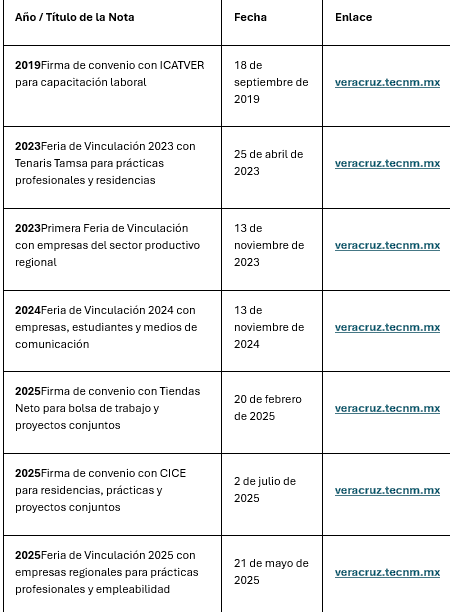 Año / Título de la Nota Fecha Enlace
2019Firma de convenio con ICATVER
para capacitación laboral
18 de
septiembre de
2019
veracruz.tecnm.mx
2023Feria de Vinculación 2023 con
Tenaris Tamsa para prácticas
profesionales y residencias
25 de abril de
2023
veracruz.tecnm.mx
2023Primera Feria de Vinculación
con empresas del sector productivo
regional
13 de
noviembre de
2023
veracruz.tecnm.mx
2024Feria de Vinculación 2024 con
empresas, estudiantes y medios de
comunicación
13 de
noviembre de
2024
veracruz.tecnm.mx
2025Firma de convenio con Tiendas
Neto para bolsa de trabajo y
proyectos conjuntos
20 de febrero
de 2025
veracruz.tecnm.mx
2025Firma de convenio con CICE
para residencias, prácticas y
proyectos conjuntos
2 de julio de
2025
veracruz.tecnm.mx
2025Feria de Vinculación 2025 con
empresas regionales para prácticas
profesionales y empleabilidad
21 de mayo de
2025
veracruz.tecnm.mx